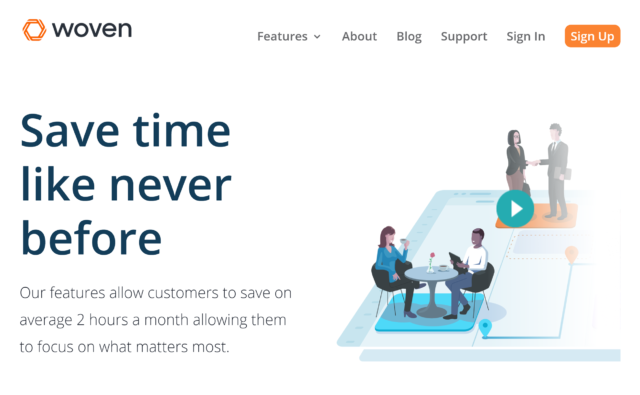 woven
Features
About
Blog
Support
Sign In
Sign Up
Save time
like never
before
Our features allow customers to save on
average 2 hours a month allowing them
to focus on what matters most.